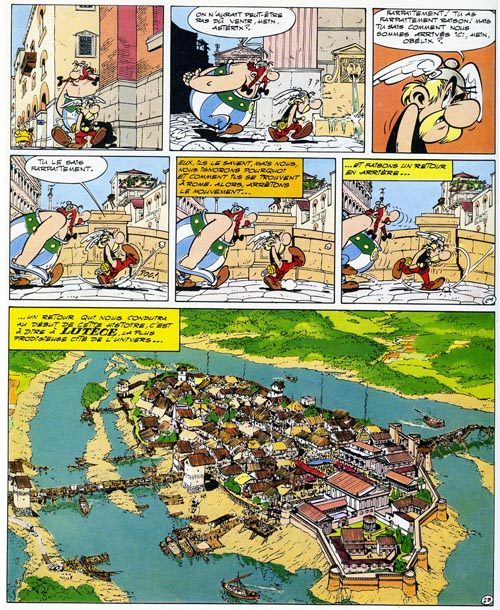 ON N'AURAIT PEUT-ÊTRE
PAS DÛ VENIR, HEIN,
ASTÉRIX ?
? ?
PARFAITEMENT! TU AS
PARFAITEMENT RAISON! MAIS
TU SAIS COMMENT NOUS
SOMMES ARRIVÉS ICI, HEIN,
OBÉLIX ?
TU LE SAIS
PARFAITEMENT.
TOC!
EUX, ILS LE SAVENT, MAIS NOUS,
NOUS IGNORONS POURQUOI
ET COMMENT ILS SE TROUVENT
À ROME. ALORS, ARRÊTONS
LE MOUVEMENT...
...ET FAISONS UN RETOUR
EN ARRIÈRE...
...UN RETOUR QUI NOUS CONDUIRA
AU DÉBUT DE CETTE HISTOIRE, C'EST
À DIRE À LUTÈCE, LA PLUS
PRODIGIEUSE CITÉ DE L'UNIVERS...